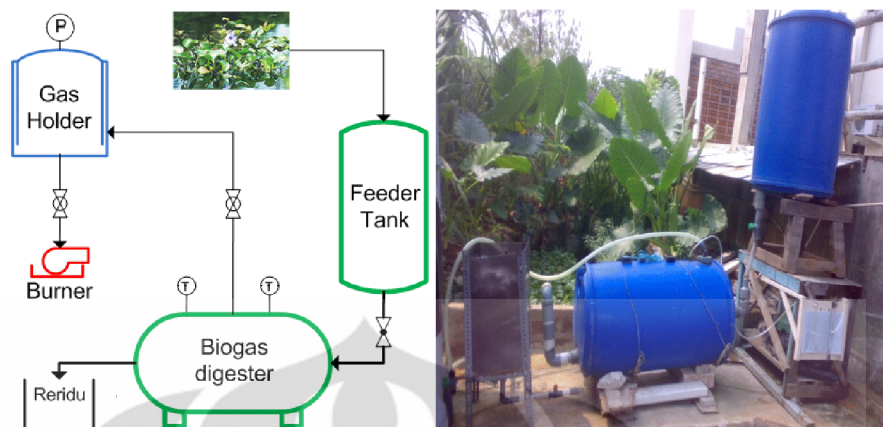 P
Gas
Holder
Feeder
Tank
Burner
T
T
Biogas
digester
Reridu